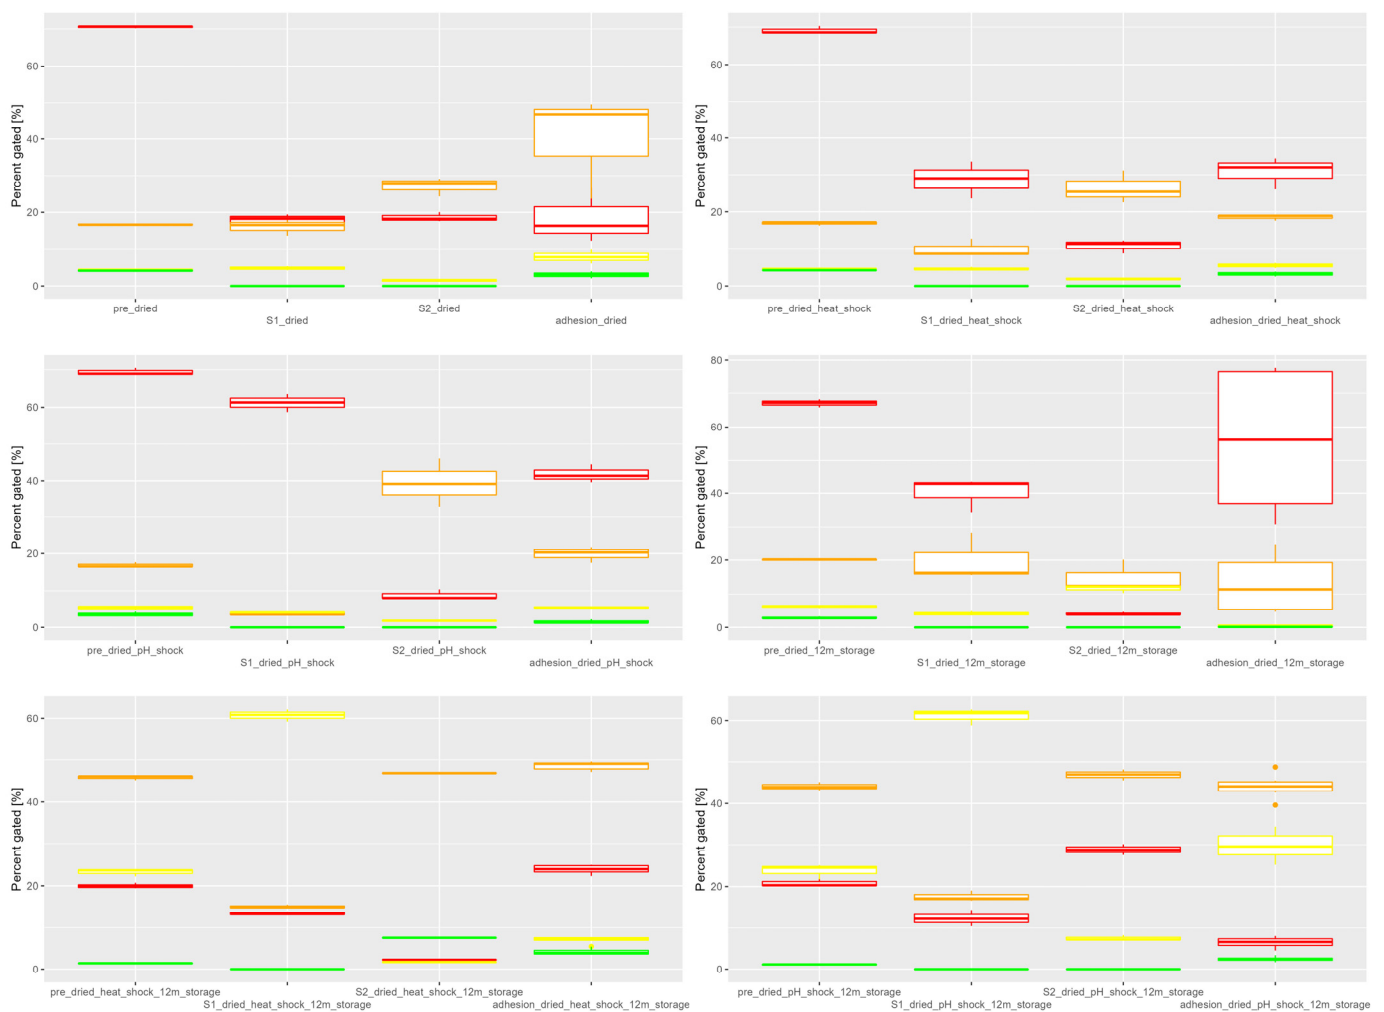 Percent gated [%]
60
40
20
0
pre_dried
S1_dried
S2_dried
adhesion_dried
Percent gated [%]
60
40
20
0
pre_dried_heat_shock
S1_dried_heat_shock
S2_dried_heat_shock
adhesion_dried_heat_shock
Percent gated [%]
60
40
20
0
pre_dried_pH_shock
S1_dried_pH_shock
S2_dried_pH_shock
adhesion_dried_pH_shock
Percent gated [%]
80
60
40
20
0
pre_dried_12m_storage
S1_dried_12m_storage
S2_dried_12m_storage
adhesion_dried_12m_storage
Percent gated [%]
60
40
20
0
pre_dried_heat_shock_12m_storage
S1_dried_heat_shock_12m_storage
S2_dried_heat_shock_12m_storage
adhesion_dried_heat_shock_12m_storage
Percent gated [%]
60
40
20
0
pre_dried_pH_shock_12m_storage
S1_dried_pH_shock_12m_storage
S2_dried_pH_shock_12m_storage
adhesion_dried_pH_shock_12m_storage